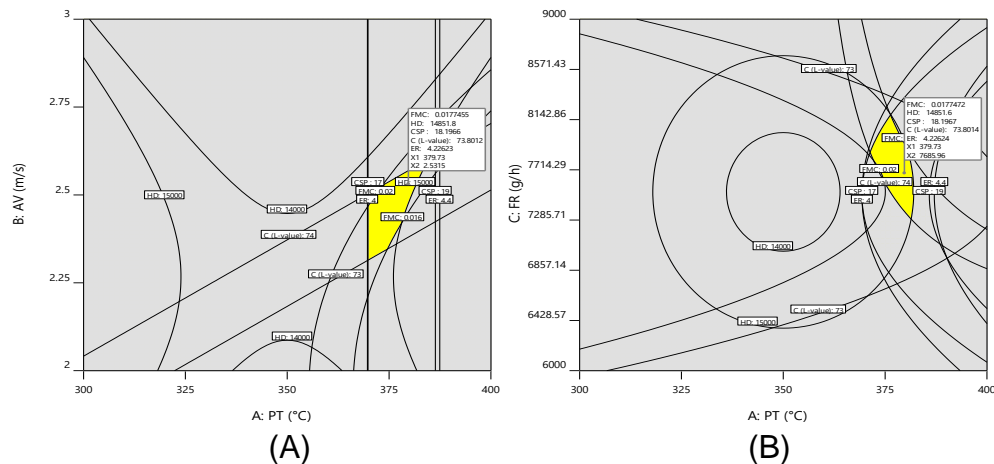 3
2.75
2.5
2.25
2
B: AV (m/s)
300
325
350
375
400
A: PT (°C)
HD: 15000
HD: 14000
C (L-value): 74
C (L-value): 73
HD: 14000
CSP : 17
HD: 15000
FMC: 0.02
CSP : 19
ER: 4
ER: 4.4
FMC: 0.016
FMC: 0.0177455
HD: 14851.8
CSP : 18.1966
C (L-value): 73.8012
ER: 4.22623
X1 379.73
X2 2.5315
(A)
9000
8571.43
8142.86
7714.29
7285.71
6857.14
6428.57
6000
C: FR (g/h)
300
325
350
375
400
A: PT (°C)
C (L-value): 73
FMC: 0.0177472
HD: 14851.6
CSP : 18.1967
C (L-value): 73.8014
ER: 4.22624
X1 379.73
X2 7685.96
FMC:
FMC: 0.02
C (L-value): 74
ER: 4.4
CSP : 17
CSP : 19
ER: 4
HD: 14000
C (L-value): 73
HD: 15000
(B)